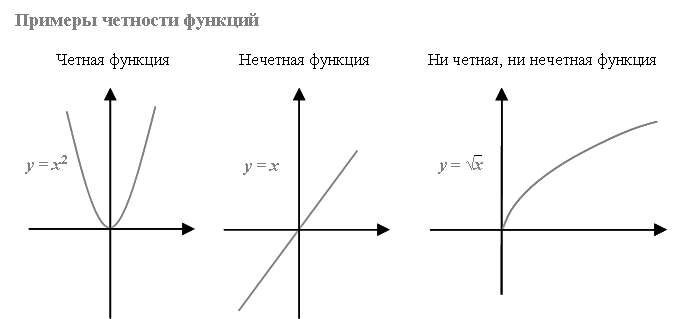 Примеры четности функций
Четная функция
Нечетная функция
Ни четная, ни нечетная функция
y = x²
y = x
y = √x